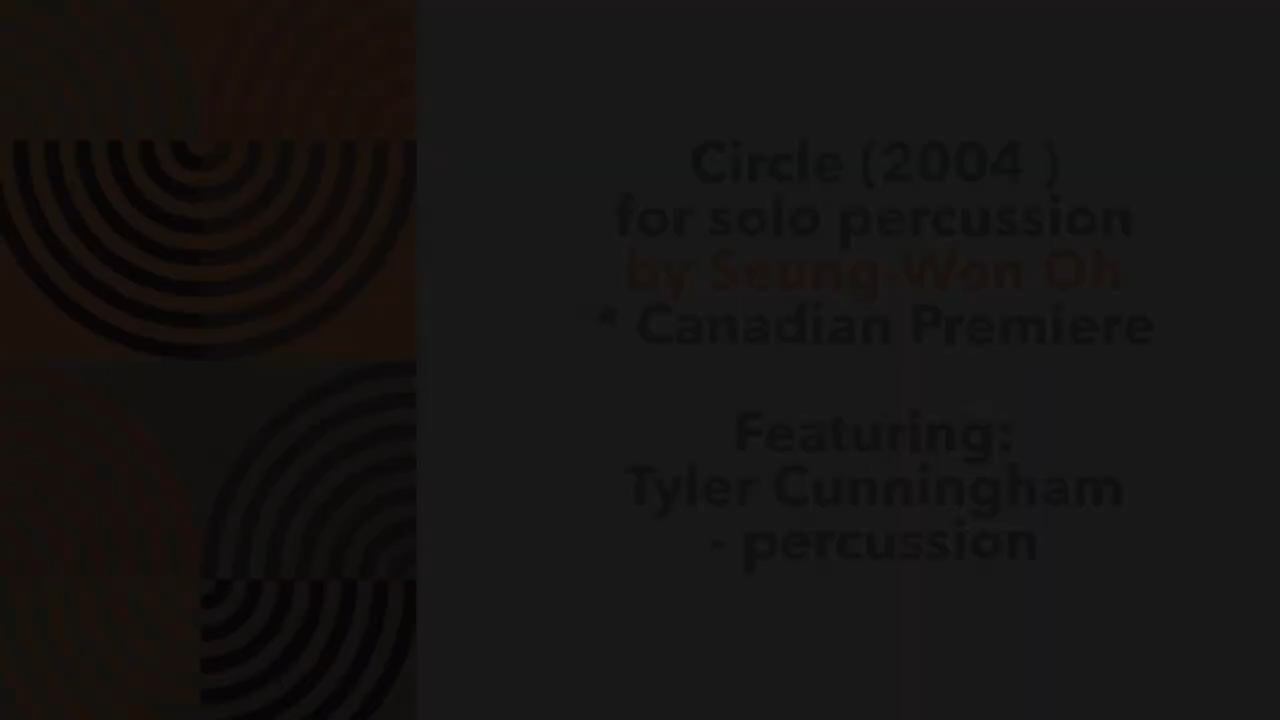 Circle (2004 )
for solo percussion
by Seung-Won Oh
* Canadian Premiere
Featuring:
Tyler Cunningham
- percussion